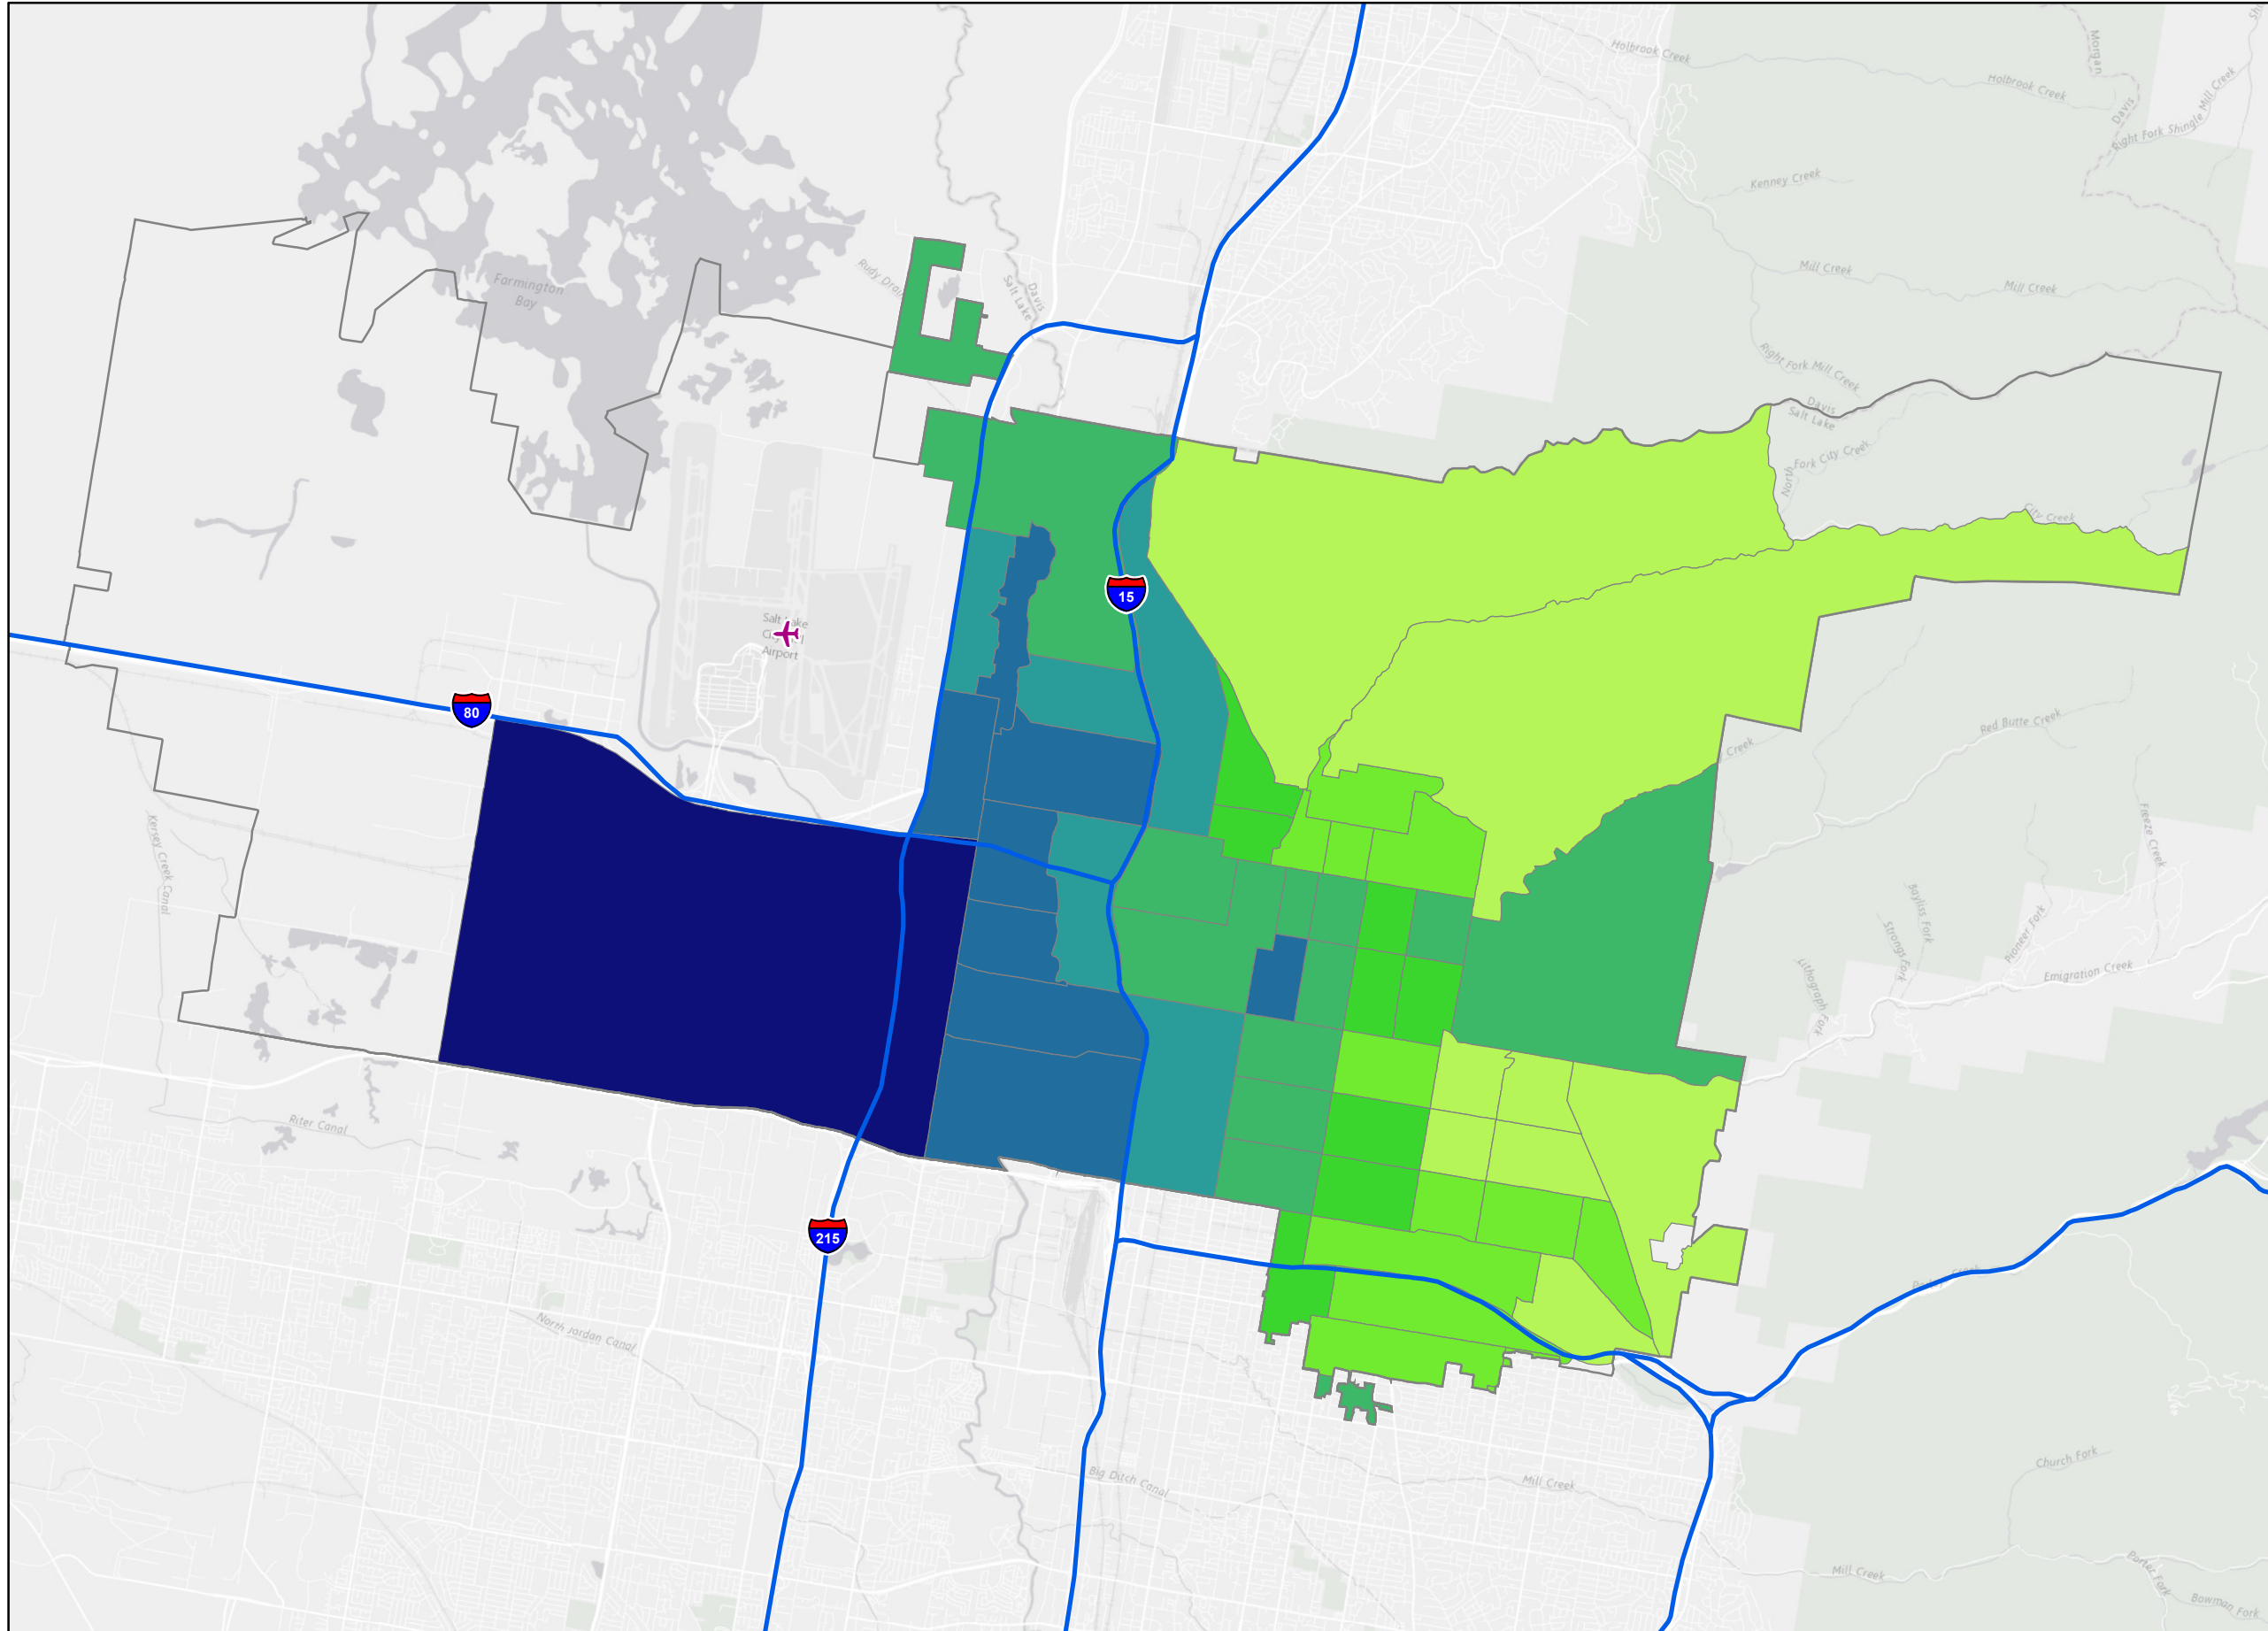 Holbrook Creek
Morgan
Davis
Holbrook Creek
Right Fork Shingle Mill Creek
Kenney Creek
Farmington
Bay
Rudy Drain
Davis
Salt Lake
Mill Creek
Mill Creek
Right Fork Mill Creek
Davis
Salt Lake
North Fork City Creek
City Creek
15
Airport
80
Creek
Red Butte Creek
Kersey Creek Canal
Freeze Creek
Bayliss Fork
Strongs Fork
Pioneer Fork
Lithograph Fork
Emigration Creek
Riter Canal
215
North Jordan Canal
Big Ditch Canal
Mill Creek
Church Fork
Mill Creek
Porter Fork
Bowman Fork